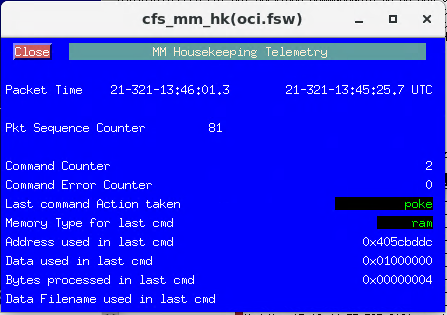 cfs_mm_hk(oci.fsw)
Close MM Housekeeping Telemetry
Packet Time 21-321-13:46:01.3 21-321-13:45:25.7 UTC
Pkt Sequence Counter 81
Command Counter 2
Command Error Counter 0
Last command Action taken poke
Memory Type for last cmd ram
Address used in last cmd 0x405cbddc
Data used in last cmd 0x01000000
Bytes processed in last cmd 0x00000004
Data Filename used in last cmd